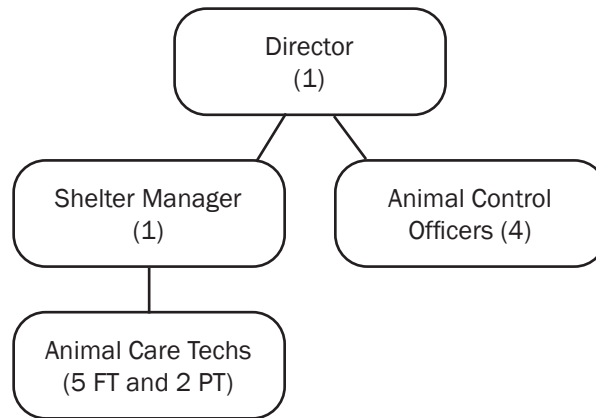 Director
(1)
Shelter Manager
(1)
Animal Control
Officers (4)
Animal Care Techs
(5 FT and 2 PT)